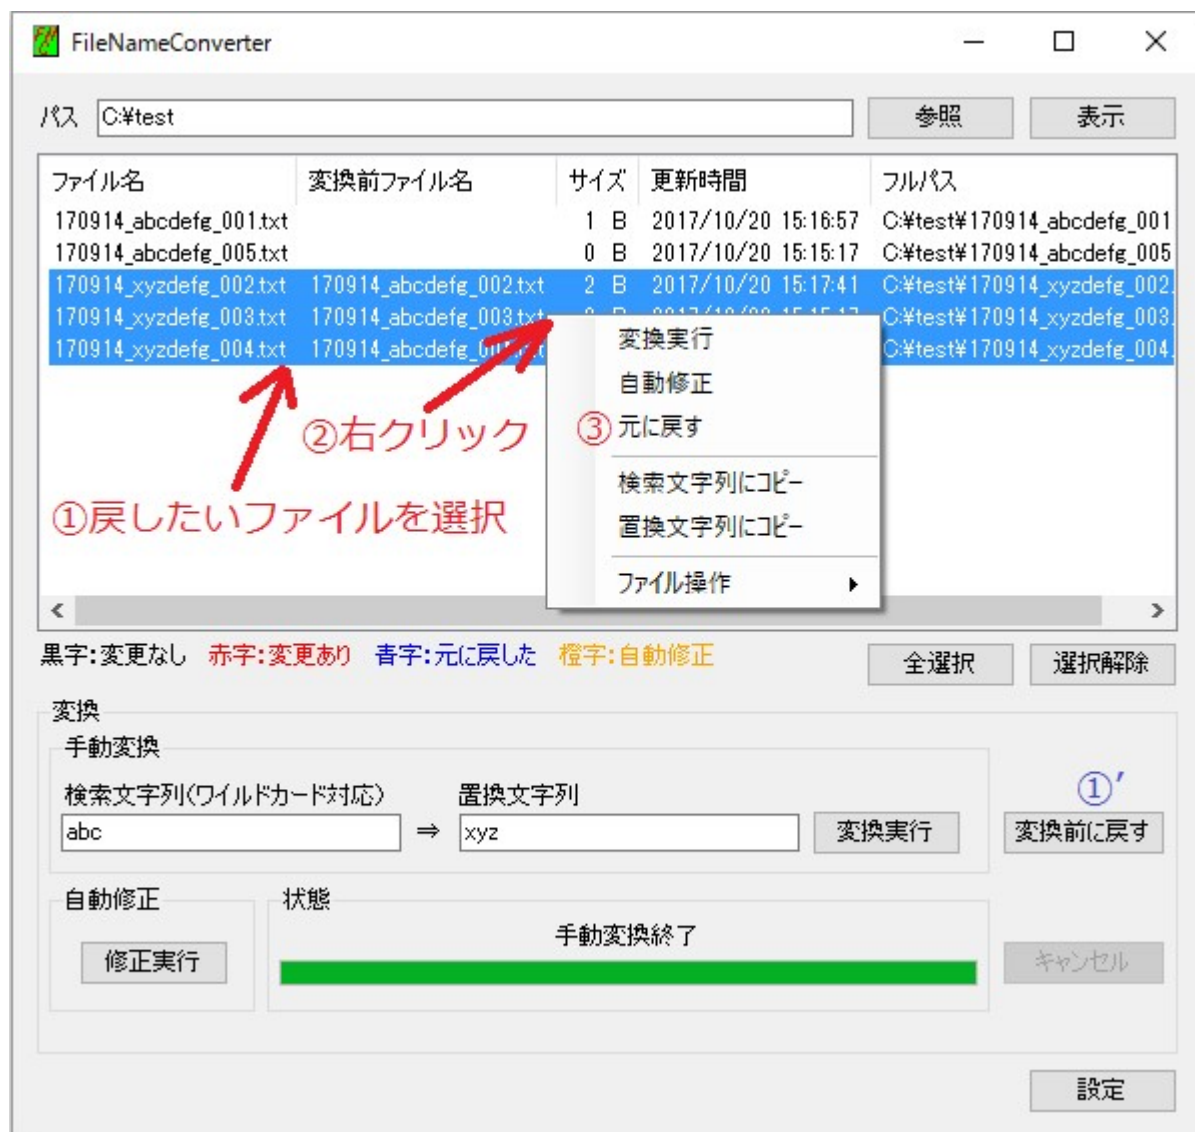 FileNameConverter
パス C:¥test 参照 表示
ファイル名 変換前ファイル名 サイズ 更新時間 フルパス
170914_abcdefg_001.txt 1 B 2017/10/20 15:16:57 C:¥test¥170914_abcdefg_001
170914_abcdefg_005.txt 0 B 2017/10/20 15:15:17 C:¥test¥170914_abcdefg_005
170914_xyzdefg_002.txt 170914_abcdefg_002.txt 2 B 2017/10/20 15:17:41 C:¥test¥170914_xyzdefg_002.
170914_xyzdefg_003.txt 170914_abcdefg_003.txt C:¥test¥170914_xyzdefg_003.
170914_xyzdefg_004.txt C:¥test¥170914_xyzdefg_004.
変換実行
自動修正
③元に戻す
検索文字列にコピー
置換文字列にコピー
ファイル操作
②右クリック
①戻したいファイルを選択
黒字:変更なし 赤字:変更あり 青字:元に戻した 橙字:自動修正 全選択 選択解除
変換
手動変換
検索文字列(ワイルドカード対応) 置換文字列 ①′
abc ⇒ xyz 変換実行 変換前に戻す
自動修正 状態
手動変換終了
修正実行 キャンセル
設定